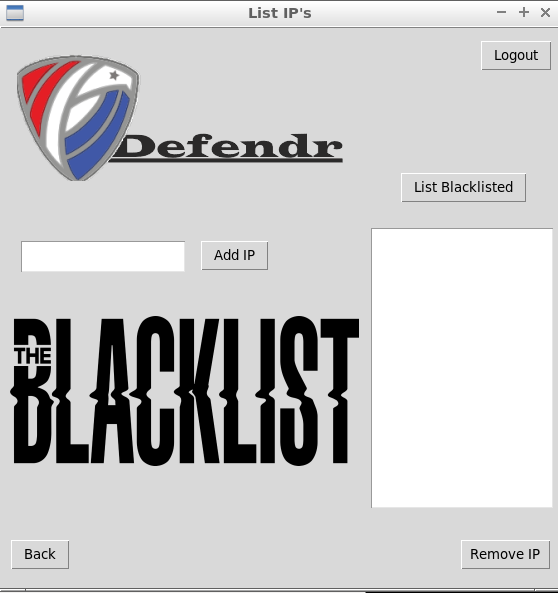 List IP's
Logout
Defendr
List Blacklisted
Add IP
THE
BLACKLIST
Back
Remove IP